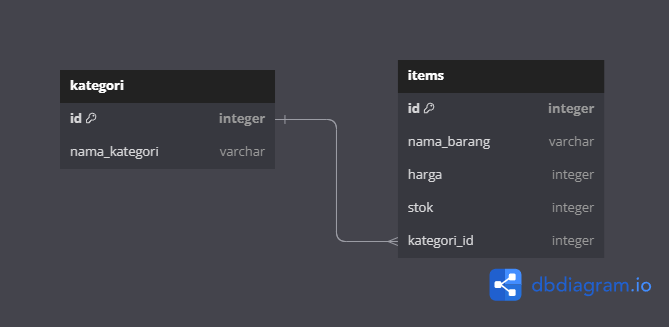 kategori
id integer
nama_kategori varchar
items
id integer
nama_barang varchar
harga integer
stok integer
kategori_id integer
dbdiagram.io